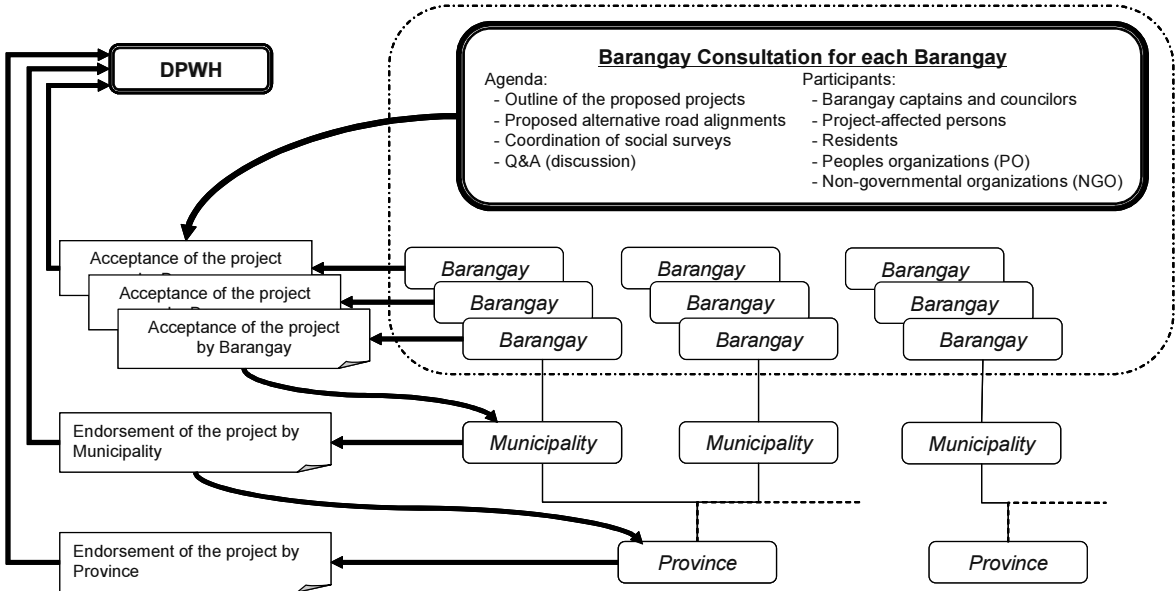 DPWH
Barangay Consultation for each Barangay
Agenda:
- Outline of the proposed projects
- Proposed alternative road alignments
- Coordination of social surveys
- Q&A (discussion)
Participants:
- Barangay captains and councilors
- Project-affected persons
- Residents
- Peoples organizations (PO)
- Non-governmental organizations (NGO)
Acceptance of the project
Acceptance of the project
Acceptance of the project
by Barangay
Barangay
Barangay
Barangay
Barangay
Barangay
Barangay
Barangay
Barangay
Barangay
Endorsement of the project by
Municipality
Municipality
Municipality
Municipality
Endorsement of the project by
Province
Province
Province